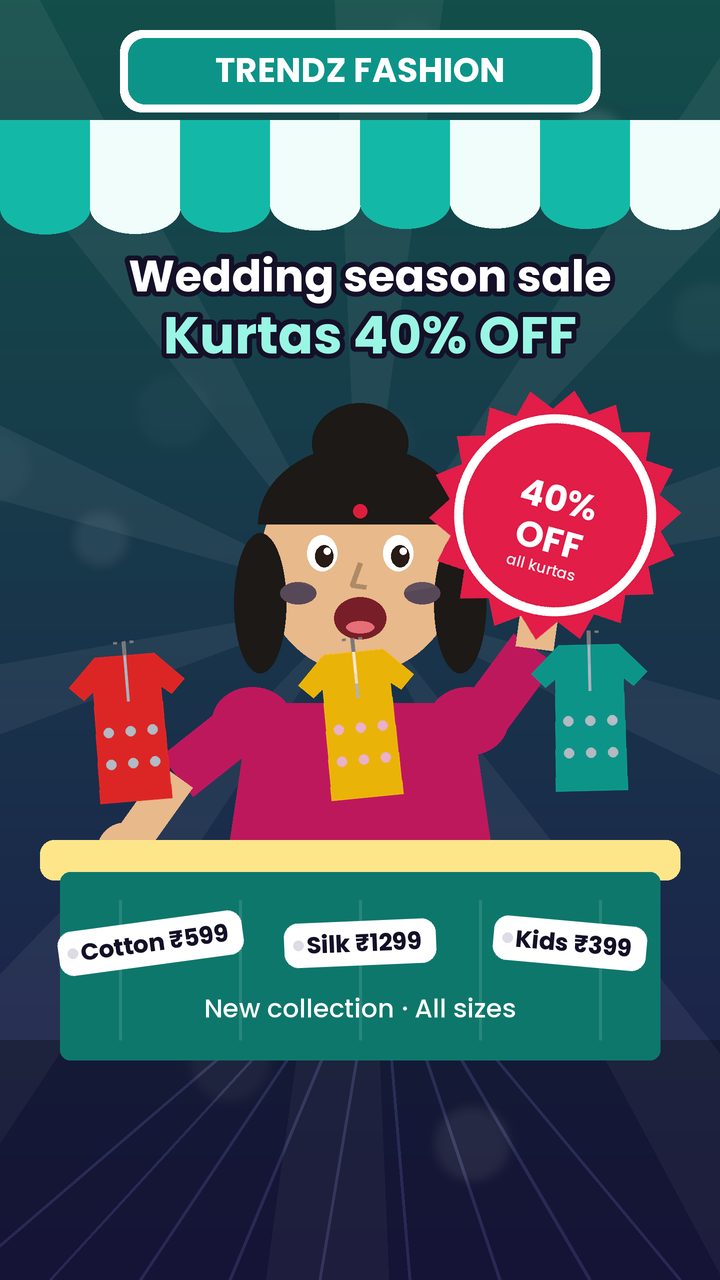 TRENDZ FASHION
Wedding season sale
Kurtas 40% OFF
40%
OFF
all kurtas
Cotton ₹599
Silk ₹1299
Kids ₹399
New collection · All sizes